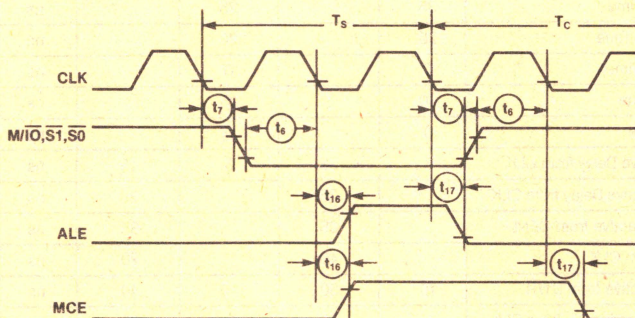 Ts Tc
CLK
t7 t6 t7 t6
M/IO,S1,S0
t16 t17
ALE
t16 t17
MCE